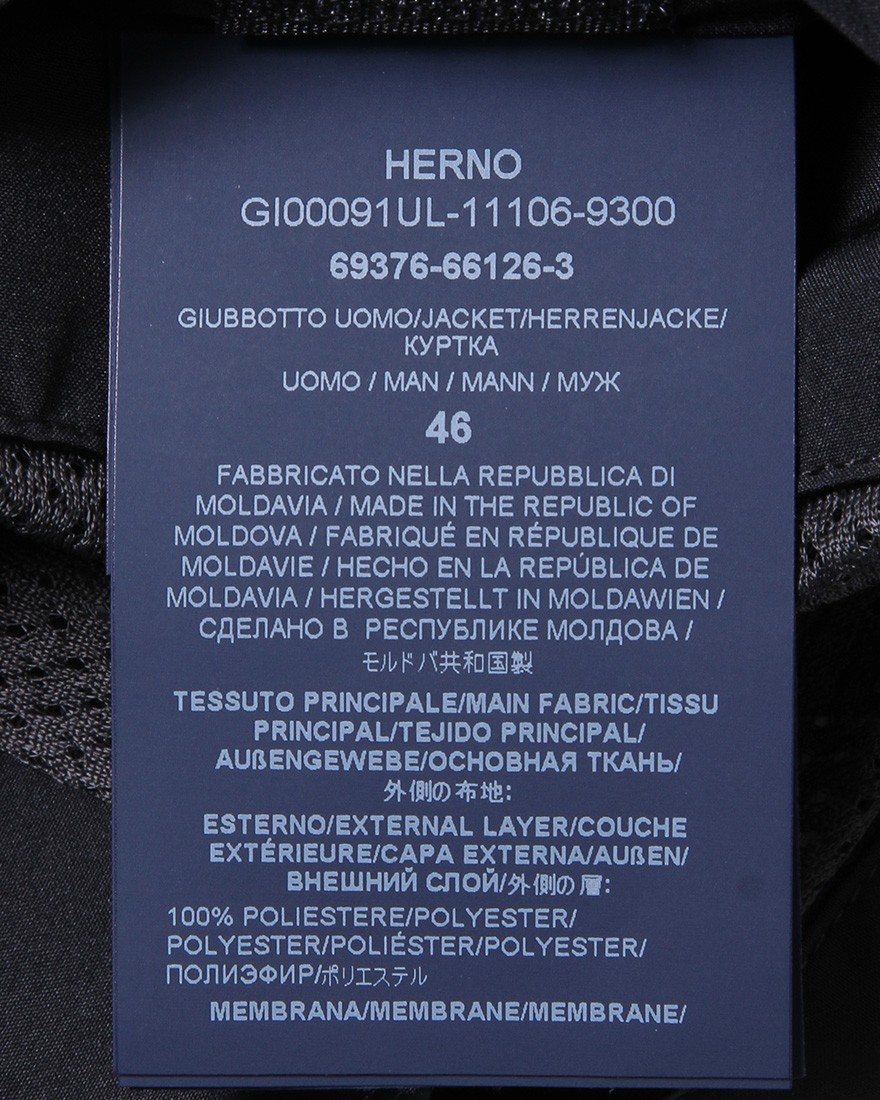 HERNO
GI00091UL-11106-9300
69376-66126-3
GIUBBOTTO UOMO/JACKET/HERRENJACKE/
КУРТКА
UOMO / MAN / MANN / МУЖ
46
FABBRICATO NELLA REPUBBLICA DI
MOLDAVIA / MADE IN THE REPUBLIC OF
MOLDOVA / FABRIQUÉ EN RÉPUBLIQUE DE
MOLDAVIE / HECHO EN LA REPÚBLICA DE
MOLDAVIA / HERGESTELLT IN MOLDAWIEN /
СДЕЛАНО В РЕСПУБЛИКЕ МОЛДОВА /
モルドバ共和国製
TESSUTO PRINCIPALE/MAIN FABRIC/TISSU
PRINCIPAL/TEJIDO PRINCIPAL/
AUßENGEWEBE/ОСНОВНАЯ ТКАНЬ/
外側の布地:
ESTERNO/EXTERNAL LAYER/COUCHE
EXTÉRIEURE/CAPA EXTERNA/AUßEN/
ВНЕШНИЙ СЛОЙ/外側の層:
100% POLIESTERE/POLYESTER/
POLYESTER/POLIÉSTER/POLYESTER/
ПОЛИЭФИР/ポリエステル
MEMBRANA/MEMBRANE/MEMBRANE/